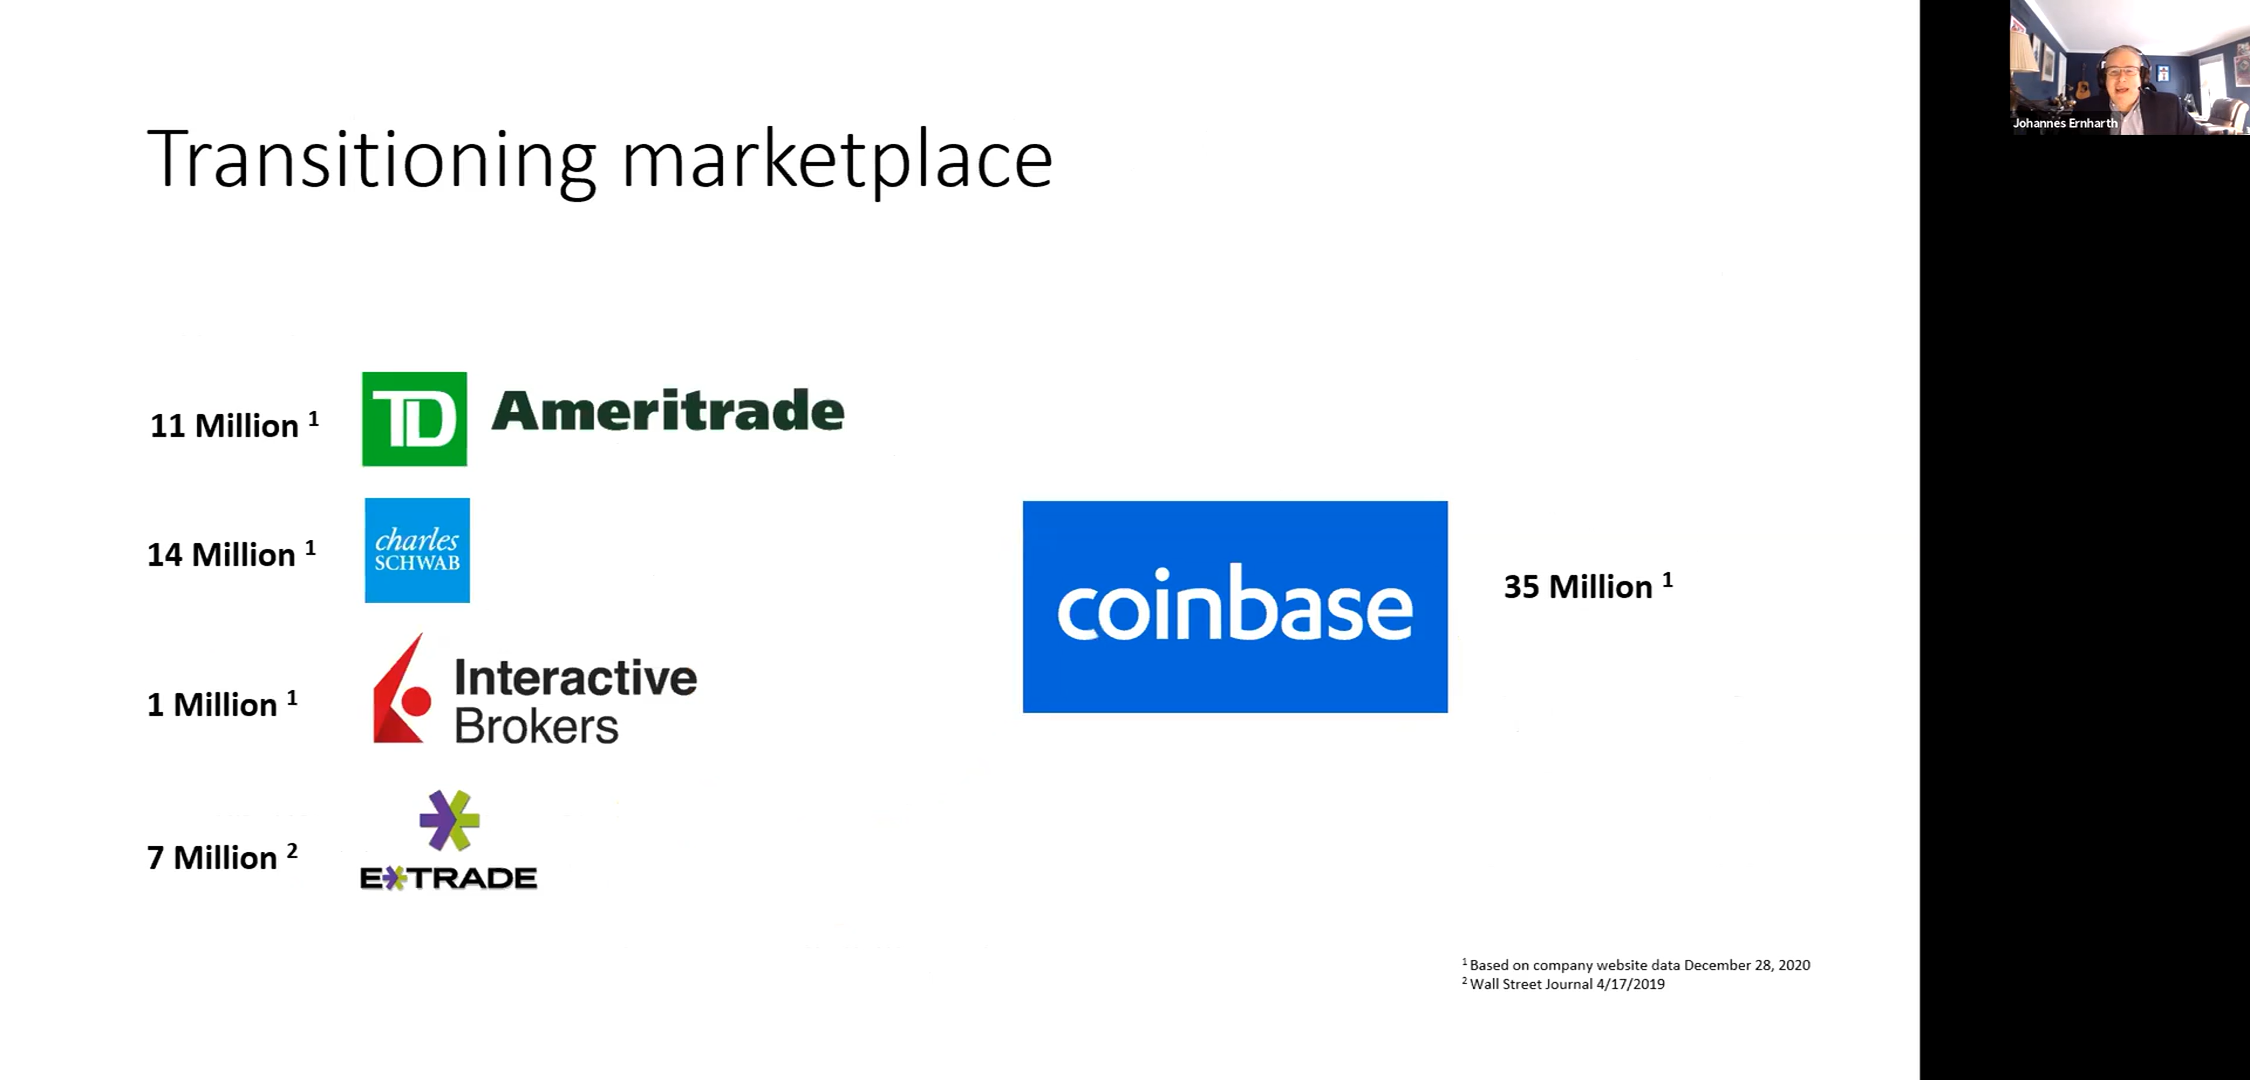 Transitioning marketplace
Johannes Ernharth
11 Million ¹
TD Ameritrade
14 Million ¹
charles
SCHWAB
1 Million ¹
Interactive
Brokers
7 Million ²
E*TRADE
coinbase
35 Million ¹
¹ Based on company website data December 28, 2020
² Wall Street Journal 4/17/2019